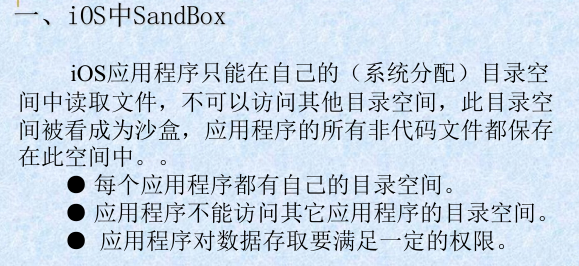 一、iOS中SandBox
iOS应用程序只能在自己的（系统分配）目录空
间中读取文件，不可以访问其他目录空间，此目录空
间被看成为沙盒，应用程序的所有非代码文件都保存
在此空间中。。
● 每个应用程序都有自己的目录空间。
● 应用程序不能访问其它应用程序的目录空间。
● 应用程序对数据存取要满足一定的权限。